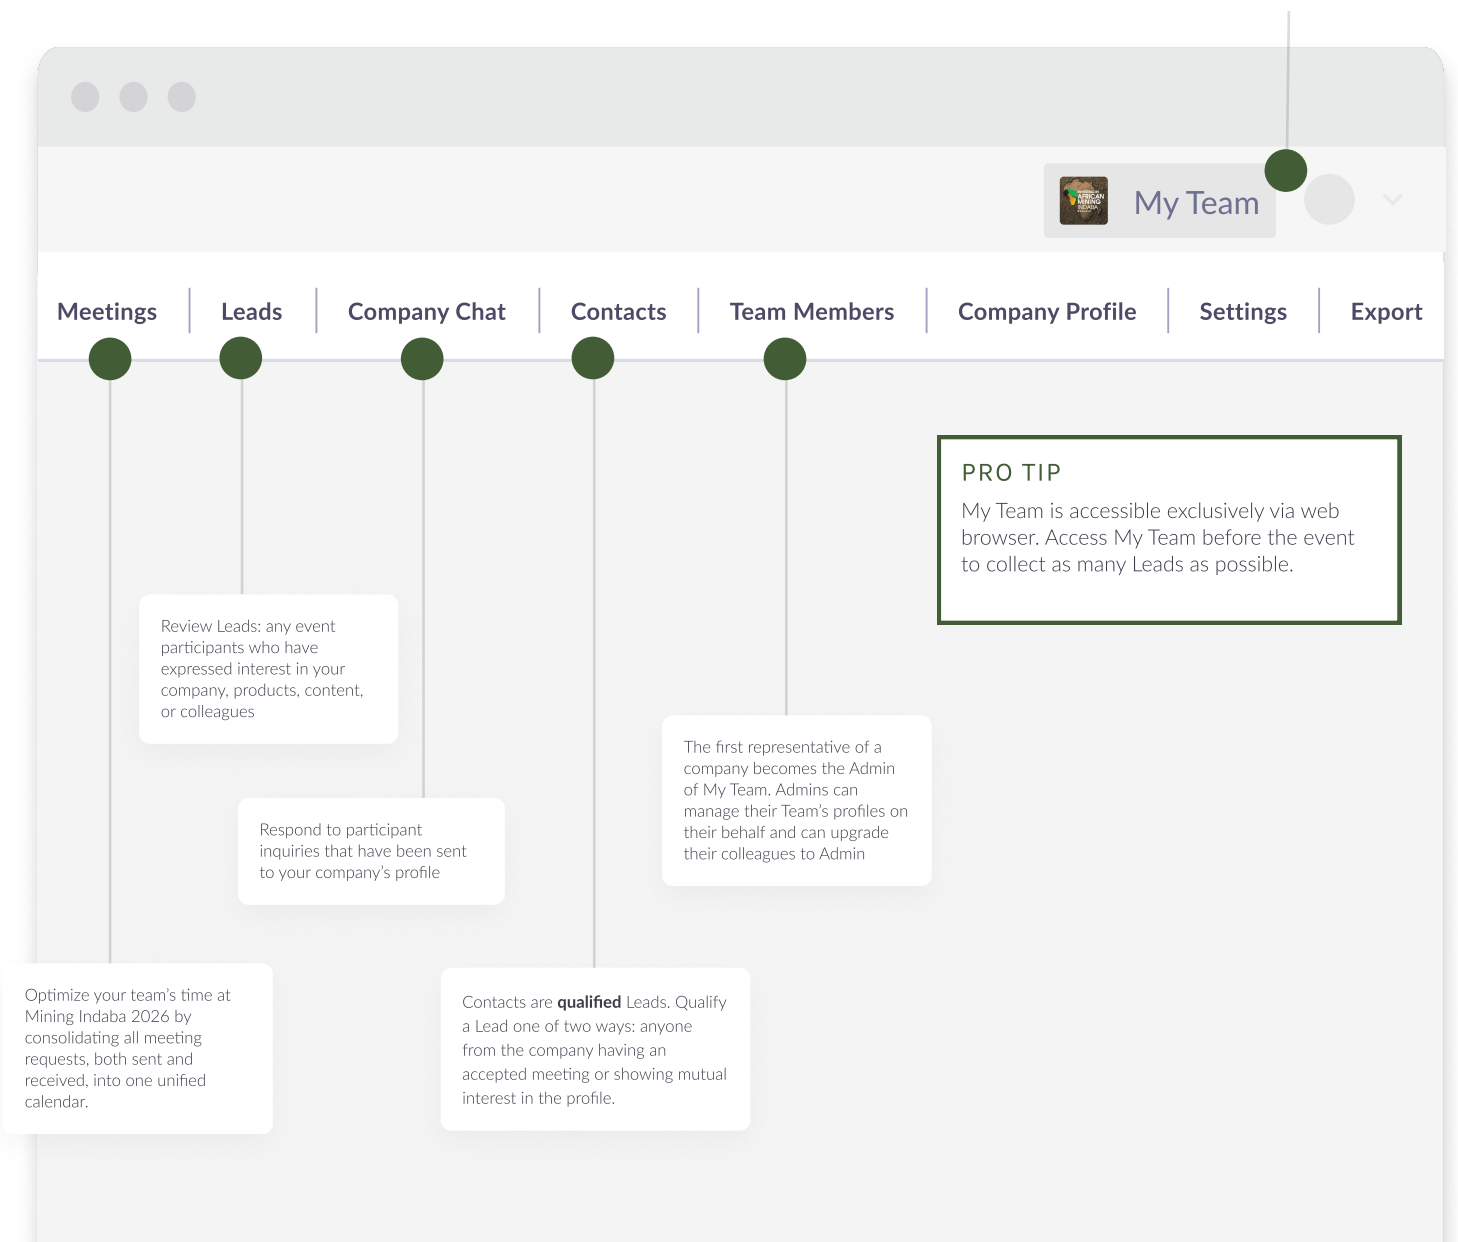 AFRICAN
MINING
INDABA
My Team
Meetings
Leads
Company Chat
Contacts
Team Members
Company Profile
Settings
Export
PRO TIP
My Team is accessible exclusively via web
browser. Access My Team before the event
to collect as many Leads as possible.
Review Leads: any event
participants who have
expressed interest in your
company, products, content,
or colleagues
The first representative of a
company becomes the Admin
of My Team. Admins can
manage their Team's profiles on
their behalf and can upgrade
their colleagues to Admin
Respond to participant
inquiries that have been sent
to your company's profile
Optimize your team's time at
Mining Indaba 2026 by
consolidating all meeting
requests, both sent and
received, into one unified
calendar.
Contacts are qualified Leads. Qualify
a Lead one of two ways: anyone
from the company having an
accepted meeting or showing mutual
interest in the profile.